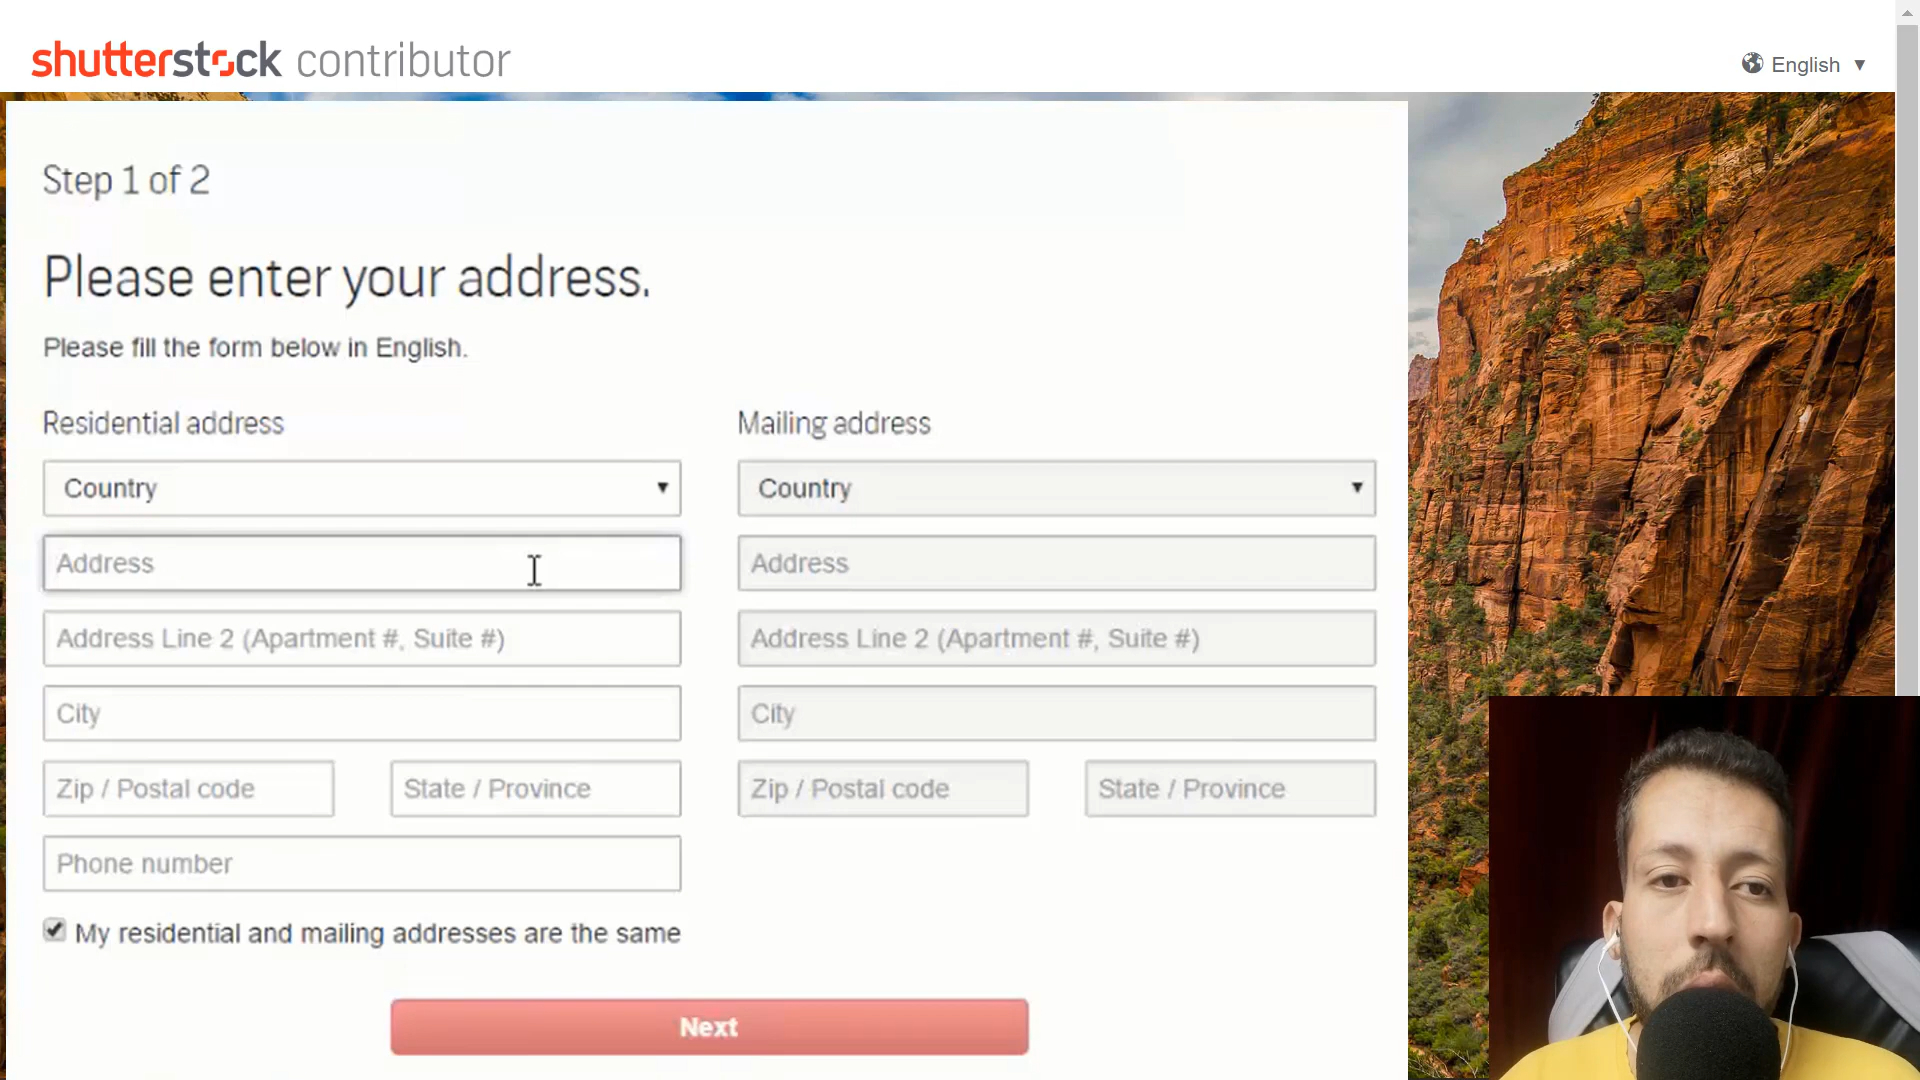 shutterstock contributor
English
Step 1 of 2
Please enter your address.
Please fill the form below in English.
Residential address
Mailing address
Country
Country
Address
Address
Address Line 2 (Apartment #, Suite #)
Address Line 2 (Apartment #, Suite #)
City
City
Zip / Postal code
State / Province
Zip / Postal code
State / Province
Phone number
My residential and mailing addresses are the same
Next